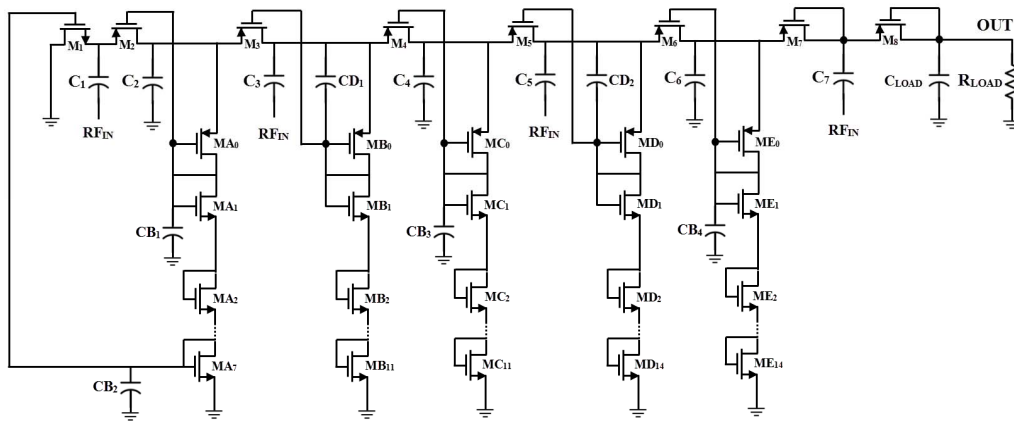 OUT
M₁ M₂ M₃ M₄ M₅ M₆ M₇ M₈
C₁ C₂ C₃ CD₁ C₄ C₅ CD₂ C₆ C₇ CLOAD RLOAD
RFIN RFIN RFIN RFIN
MA₀ MB₀ MC₀ MD₀ ME₀
MA₁ MB₁ MC₁ MD₁ ME₁
CB₁ CB₃ CB₄
MA₂ MB₂ MC₂ MD₂ ME₂
MA₇ MB₁₁ MC₁₁ MD₁₄ ME₁₄
CB₂